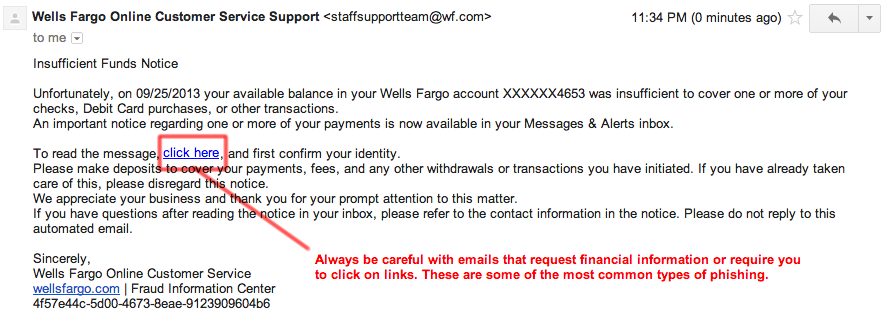 Wells Fargo Online Customer Service Support <staffsupportteam@wf.com>
11:34 PM (0 minutes ago)
to me
Insufficient Funds Notice
Unfortunately, on 09/25/2013 your available balance in your Wells Fargo account XXXXXX4653 was insufficient to cover one or more of your
checks, Debit Card purchases, or other transactions.
An important notice regarding one or more of your payments is now available in your Messages & Alerts inbox.
To read the message, click here, and first confirm your identity.
Please make deposits to cover your payments, fees, and any other withdrawals or transactions you have initiated. If you have already taken
care of this, please disregard this notice.
We appreciate your business and thank you for your prompt attention to this matter.
If you have questions after reading the notice in your inbox, please refer to the contact information in the notice. Please do not reply to this
automated email.
Always be careful with emails that request financial information or require you
to click on links. These are some of the most common types of phishing.
Sincerely,
Wells Fargo Online Customer Service
wellsfargo.com | Fraud Information Center
4f57e44c-5d00-4673-8eae-9123909604b6